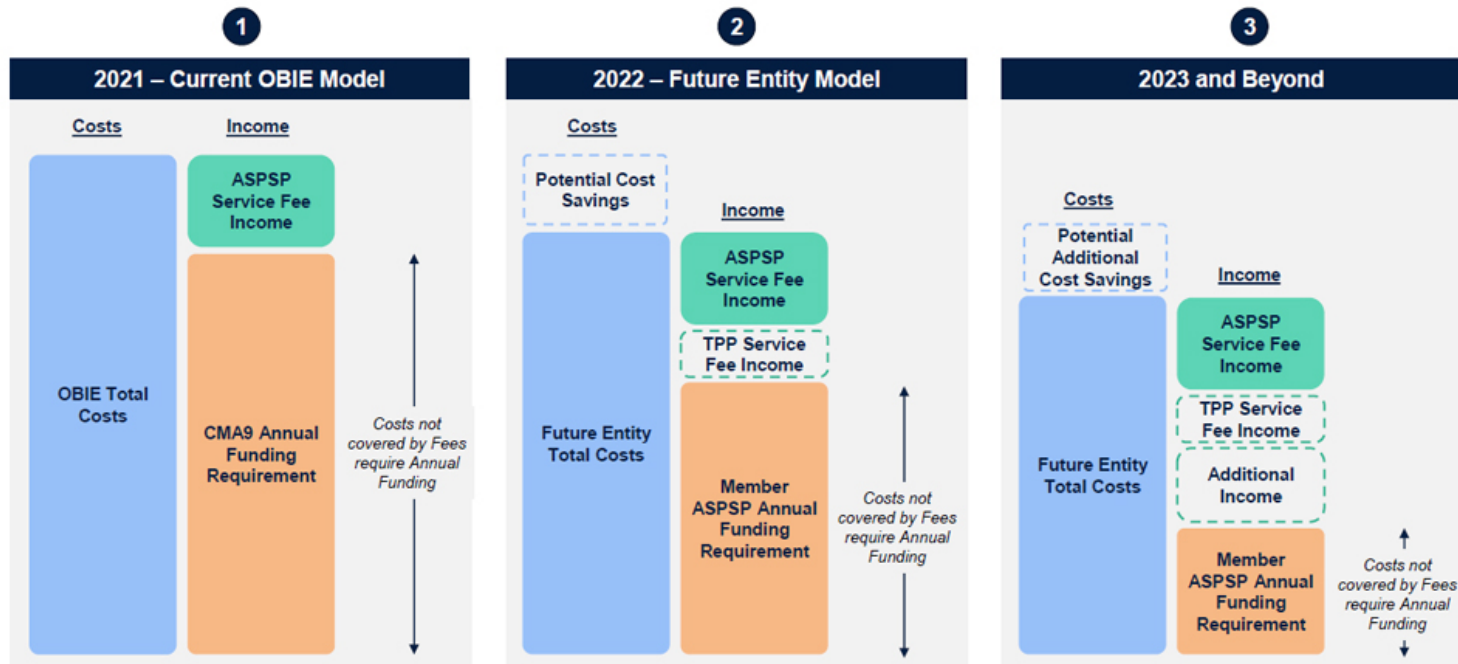 1
2021 – Current OBIE Model
Costs
Income
OBIE Total
Costs
ASPSP
Service Fee
Income
CMA9 Annual
Funding
Requirement
Costs not
covered by Fees
require Annual
Funding
2
2022 – Future Entity Model
Costs
Potential Cost
Savings
Income
Future Entity
Total Costs
ASPSP
Service Fee
Income
TPP Service
Fee Income
Member
ASPSP Annual
Funding
Requirement
Costs not
covered by Fees
require Annual
Funding
3
2023 and Beyond
Costs
Potential
Additional
Cost Savings
Income
Future Entity
Total Costs
ASPSP
Service Fee
Income
TPP Service
Fee Income
Additional
Income
Member
ASPSP Annual
Funding
Requirement
Costs not
covered by Fees
require Annual
Funding